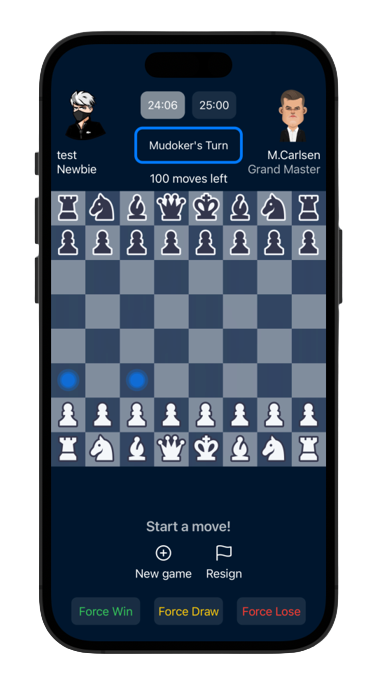 24:06 25:00
Mudoker's Turn
test M.Carlsen
Newbie Grand Master
100 moves left
Start a move!
New game Resign
Force Win Force Draw Force Lose